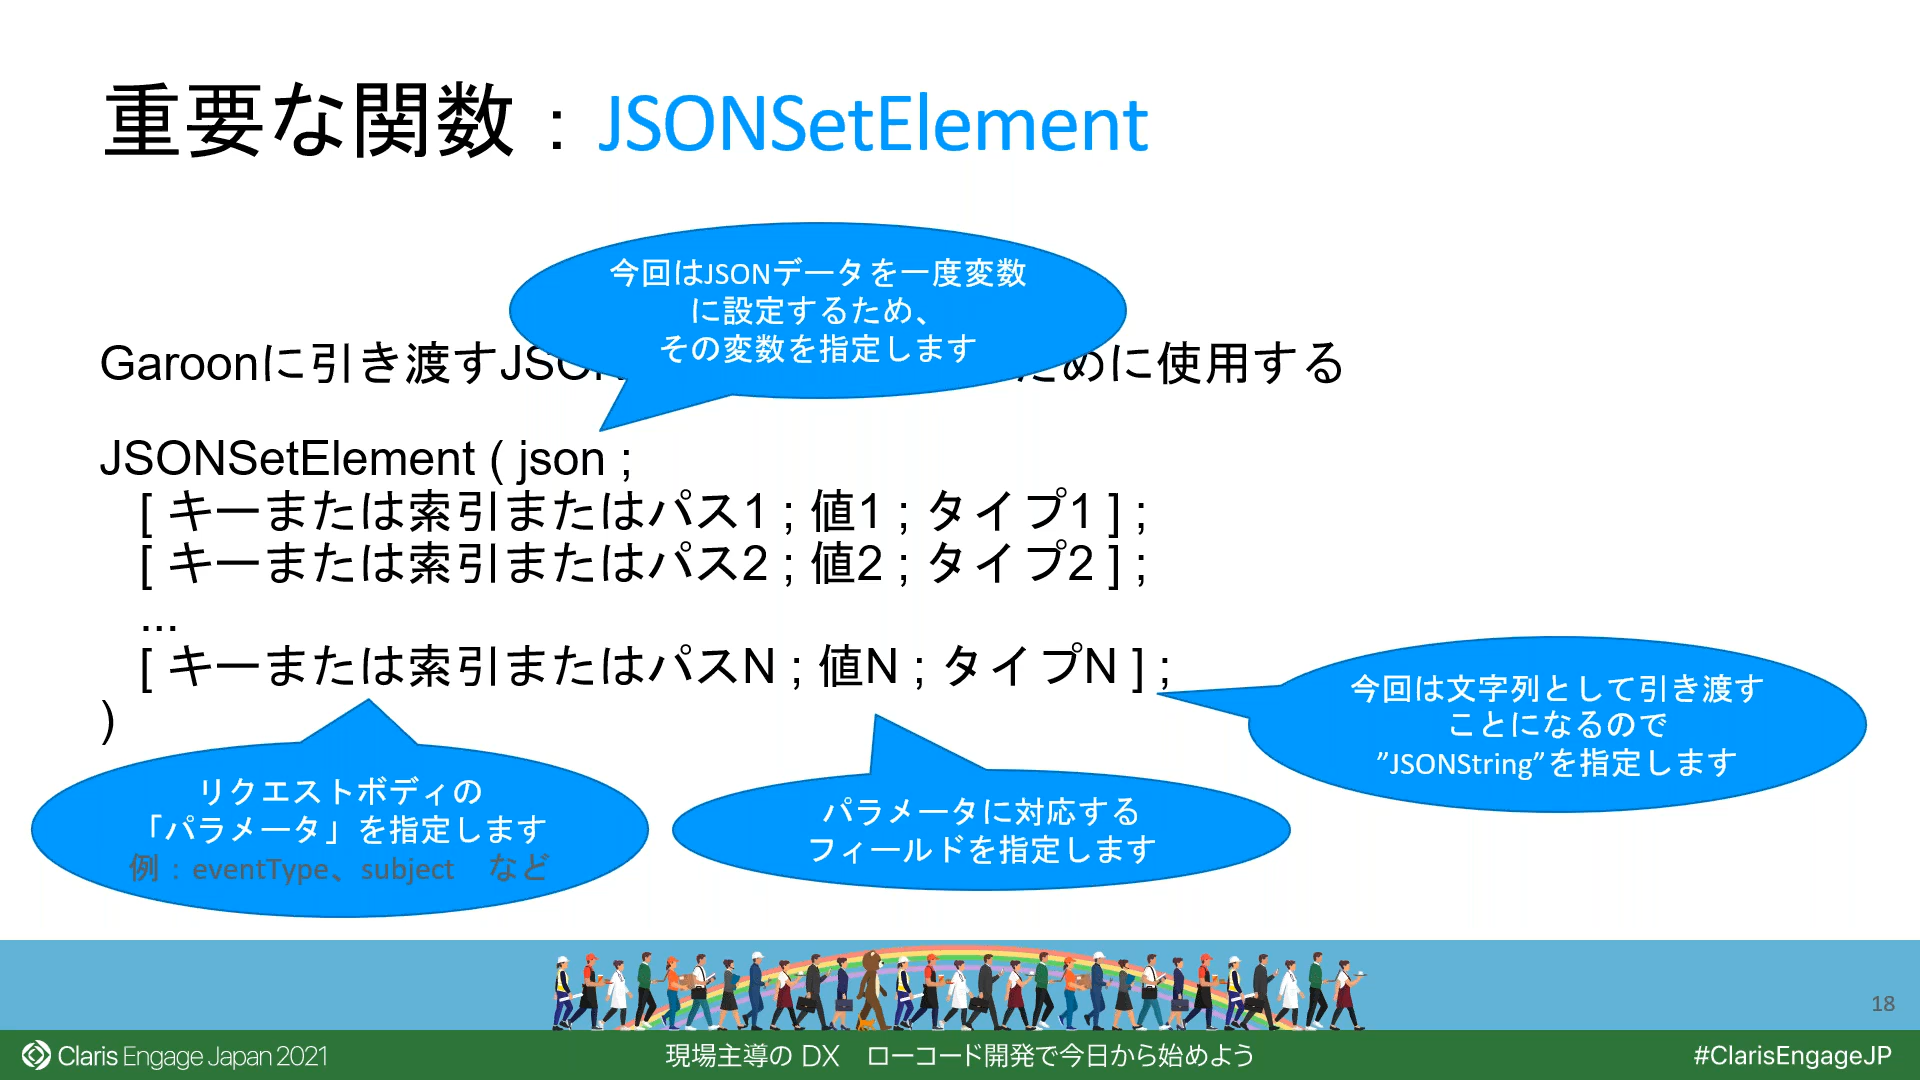 重要な関数：JSONSetElement
今回はJSONデータを一度変数
に設定するため、
その変数を指定します
Garoonに引き渡すJSON ために使用する
JSONSetElement ( json ;
[ キーまたは索引またはパス1 ; 値1 ; タイプ1 ] ;
[ キーまたは索引またはパス2 ; 値2 ; タイプ2 ] ;
...
[ キーまたは索引またはパスN ; 値N ; タイプN ] ;
)
今回は文字列として引き渡す
ことになるので
”JSONString”を指定します
リクエストボディの
「パラメータ」を指定します
例：eventType、subject　など
パラメータに対応する
フィールドを指定します
18
Claris Engage Japan 2021
現場主導の DX　ローコード開発で今日から始めよう
#ClarisEngageJP